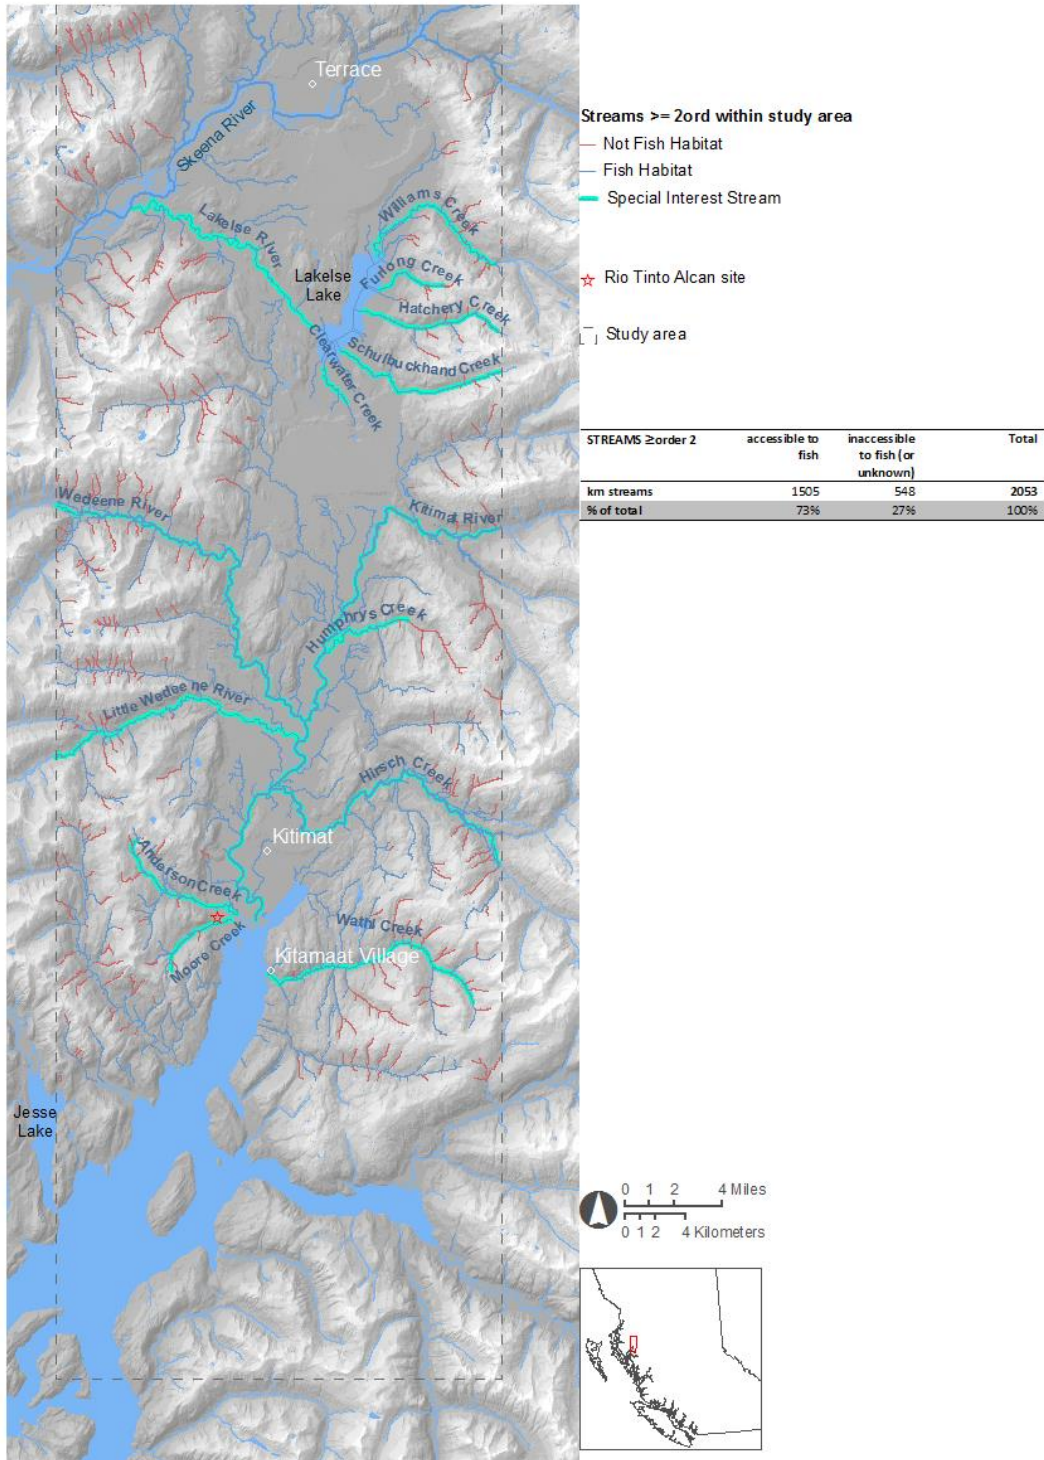 Terrace
Skeena River
Lakelse River
Williams Creek
Furlong Creek
Lakelse
Lake
Hatchery Creek
Schulbuckhand Creek
Clearwater Creek
Wedeene River
Kitimat River
Humphrys Creek
Little Wedeene River
Hirsch Creek
Kitimat
Anderson Creek
Moore Creek
Wathl Creek
Kitamaat Village
Jesse
Lake
Streams >= 2ord within study area
Not Fish Habitat
Fish Habitat
Special Interest Stream
Rio Tinto Alcan site
Study area
STREAMS ≥order 2 accessible to fish inaccessible to fish (or unknown) Total
km streams 1505 548 2053
% of total 73% 27% 100%
0 1 2 4 Miles
0 1 2 4 Kilometers